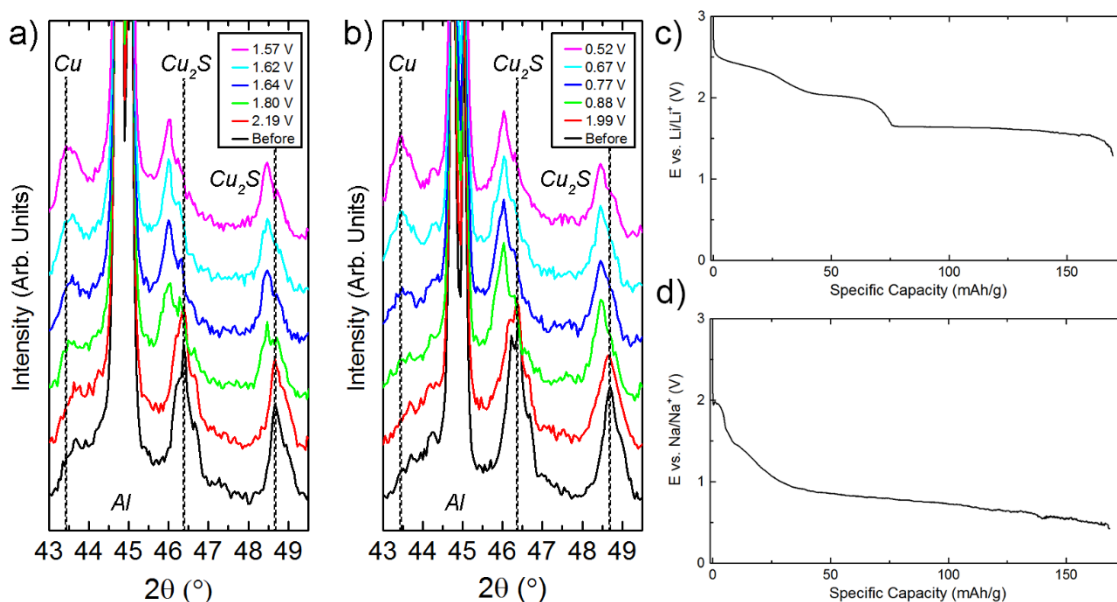 a)
Cu
Cu2S
1.57 V
1.62 V
1.64 V
1.80 V
2.19 V
Before
Cu2S
Al
Intensity (Arb. Units)
43 44 45 46 47 48 49
2θ (°)
b)
Cu
Cu2S
0.52 V
0.67 V
0.77 V
0.88 V
1.99 V
Before
Cu2S
Al
Intensity (Arb. Units)
43 44 45 46 47 48 49
2θ (°)
c)
E vs. Li/Li+ (V)
3
2
1
0
0 50 100 150
Specific Capacity (mAh/g)
d)
E vs. Na/Na+ (V)
3
2
1
0
0 50 100 150
Specific Capacity (mAh/g)